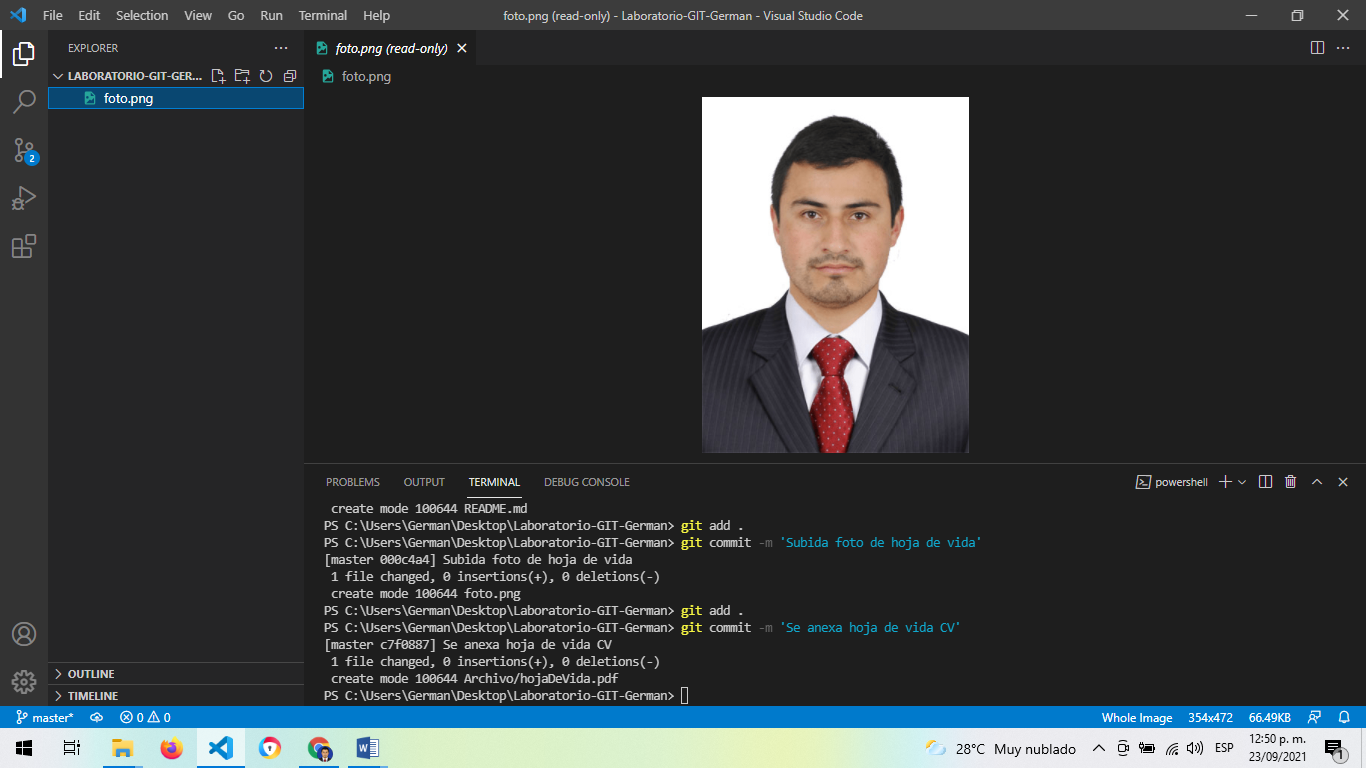 File Edit Selection View Go Run Terminal Help
foto.png (read-only) - Laboratorio-GIT-German - Visual Studio Code
EXPLORER
foto.png (read-only)
LABORATORIO-GIT-GER...
foto.png
foto.png
2
PROBLEMS OUTPUT TERMINAL DEBUG CONSOLE
powershell
create mode 100644 README.md
PS C:\Users\German\Desktop\Laboratorio-GIT-German> git add .
PS C:\Users\German\Desktop\Laboratorio-GIT-German> git commit -m 'Subida foto de hoja de vida'
[master 000c4a4] Subida foto de hoja de vida
1 file changed, 0 insertions(+), 0 deletions(-)
create mode 100644 foto.png
PS C:\Users\German\Desktop\Laboratorio-GIT-German> git add .
PS C:\Users\German\Desktop\Laboratorio-GIT-German> git commit -m 'Se anexa hoja de vida CV'
[master c7f0887] Se anexa hoja de vida CV
1 file changed, 0 insertions(+), 0 deletions(-)
create mode 100644 Archivo/hojaDeVida.pdf
PS C:\Users\German\Desktop\Laboratorio-GIT-German>
OUTLINE
TIMELINE
master* 0 0
Whole Image 354x472 66.49KB
28°C Muy nublado
ESP
12:50 p. m.
23/09/2021
1